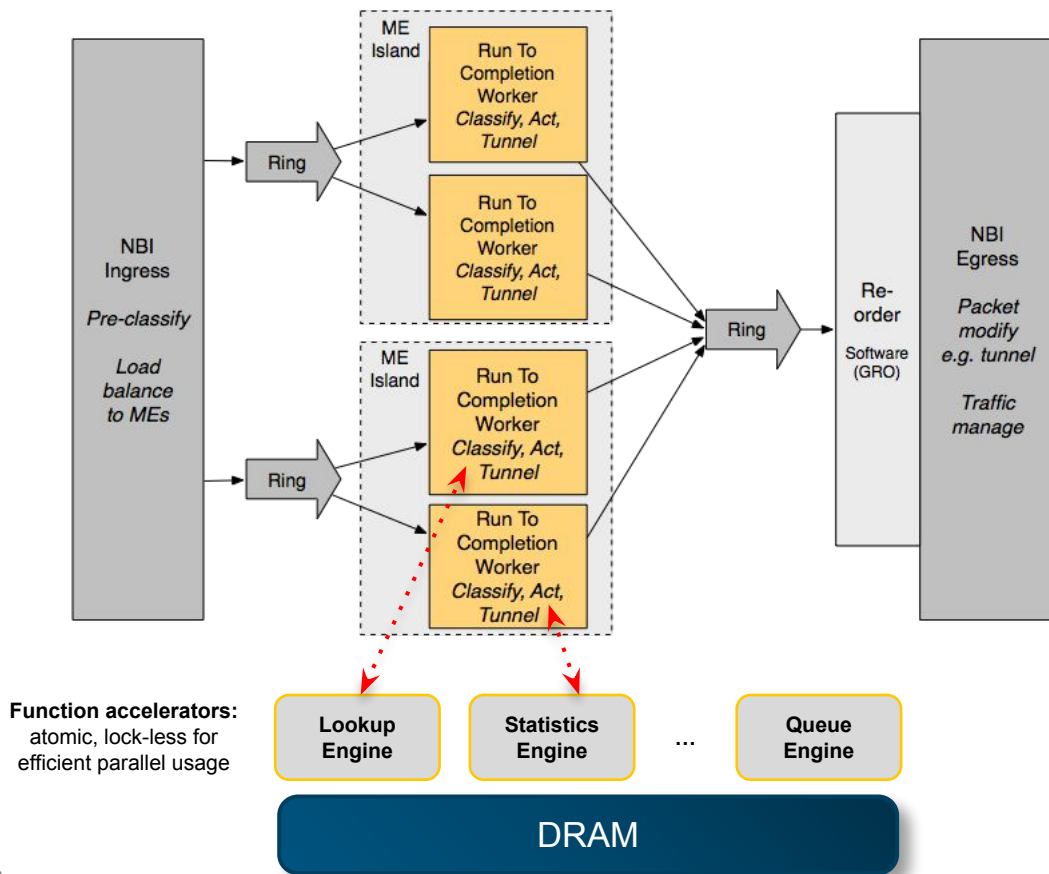 NBI
Ingress
Pre-classify
Load
balance
to MEs
Ring
Ring
ME
Island
Run To
Completion
Worker
Classify, Act,
Tunnel
Run To
Completion
Worker
Classify, Act,
Tunnel
ME
Island
Run To
Completion
Worker
Classify, Act,
Tunnel
Run To
Completion
Worker
Classify, Act,
Tunnel
Ring
Re-
order
Software
(GRO)
NBI
Egress
Packet
modify
e.g. tunnel
Traffic
manage
Function accelerators:
atomic, lock-less for
efficient parallel usage
Lookup
Engine
Statistics
Engine
...
Queue
Engine
DRAM